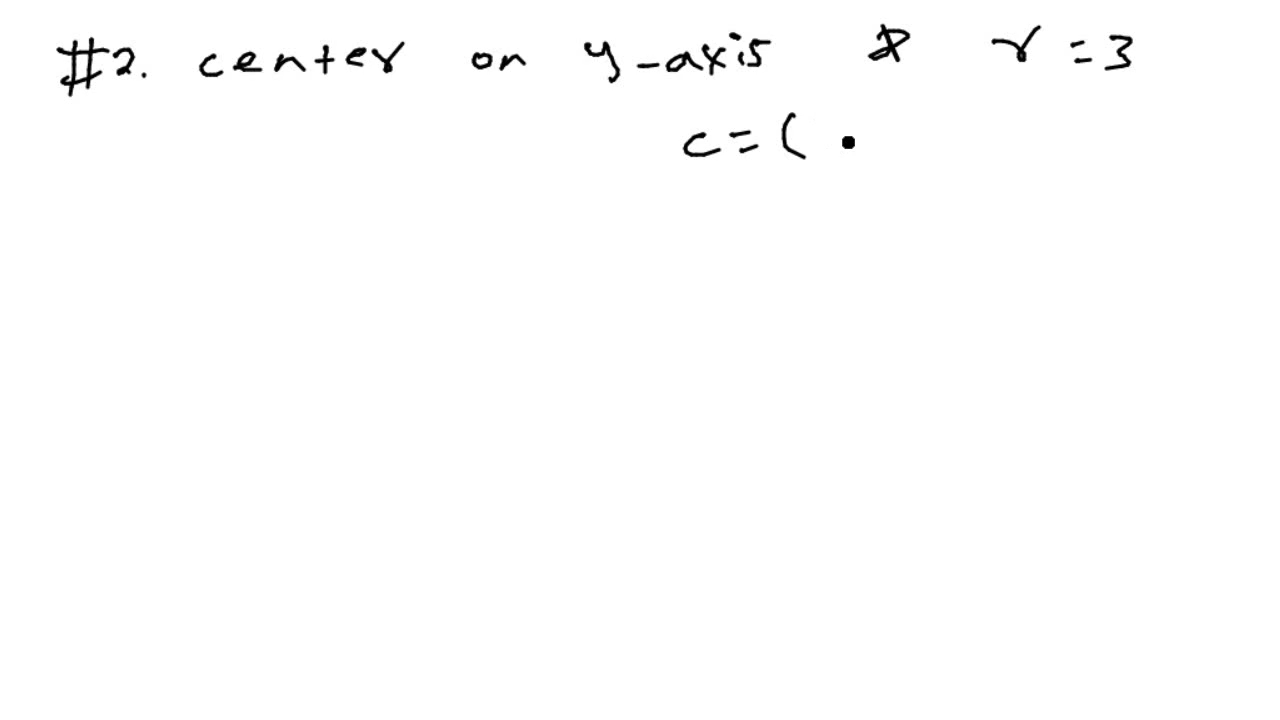 #2. center on y-axis & r=3
c=(